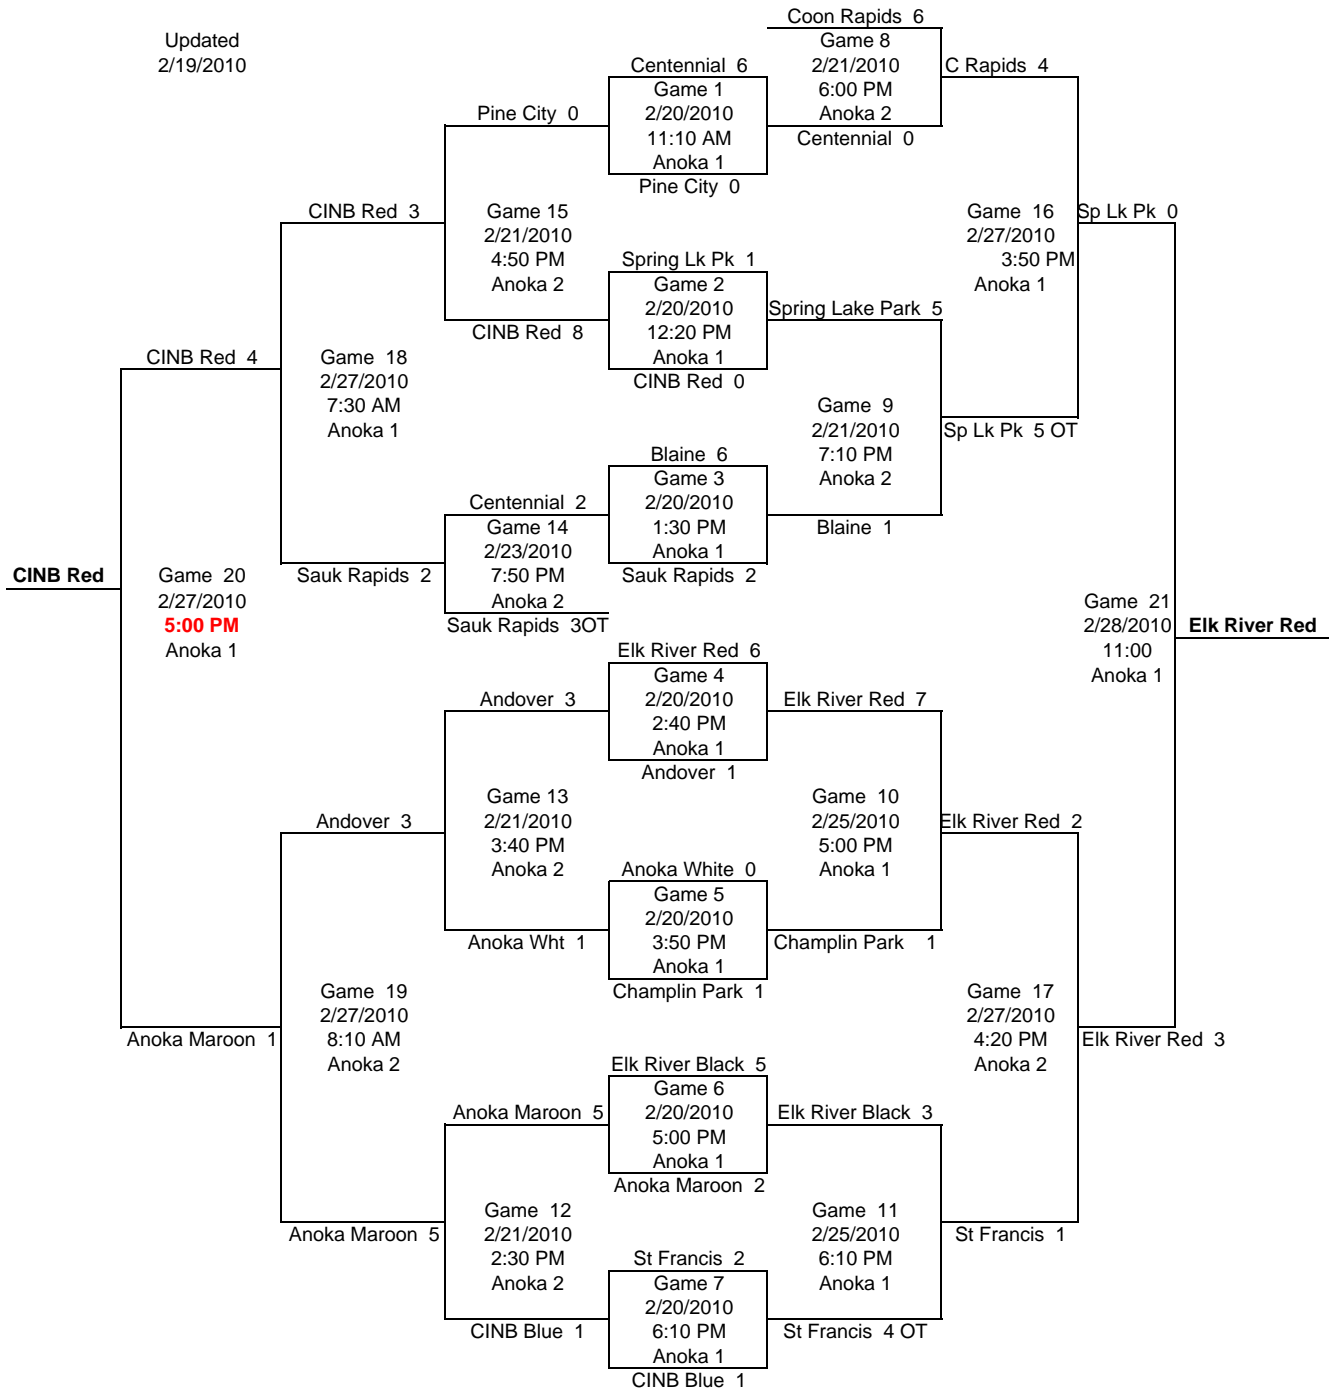 Coon Rapids 6
Updated
2/19/2010
Game 8
2/21/2010
6:00 PM
Anoka 2
Centennial 6
C Rapids 4
Game 1
2/20/2010
11:10 AM
Anoka 1
Pine City 0
Centennial 0
Pine City 0
CINB Red 3
Game 15
2/21/2010
4:50 PM
Anoka 2
Game 16
2/27/2010
3:50 PM
Anoka 1
Sp Lk Pk 0
Spring Lk Pk 1
Game 2
2/20/2010
12:20 PM
Anoka 1
CINB Red 8
Spring Lake Park 5
CINB Red 0
CINB Red 4
Game 18
2/27/2010
7:30 AM
Anoka 1
Game 9
2/21/2010
7:10 PM
Anoka 2
Sp Lk Pk 5 OT
Blaine 6
Game 3
2/20/2010
1:30 PM
Anoka 1
Centennial 2
Game 14
2/23/2010
7:50 PM
Anoka 2
Blaine 1
CINB Red
Game 20
2/27/2010
5:00 PM
Anoka 1
Sauk Rapids 2
Sauk Rapids 2
Sauk Rapids 3OT
Game 21
2/28/2010
11:00
Anoka 1
Elk River Red
Elk River Red 6
Game 4
2/20/2010
2:40 PM
Anoka 1
Andover 3
Elk River Red 7
Andover 1
Game 13
2/21/2010
3:40 PM
Anoka 2
Game 10
2/25/2010
5:00 PM
Anoka 1
Andover 3
Elk River Red 2
Anoka White 0
Game 5
2/20/2010
3:50 PM
Anoka 1
Anoka Wht 1
Champlin Park 1
Champlin Park 1
Game 19
2/27/2010
8:10 AM
Anoka 2
Game 17
2/27/2010
4:20 PM
Anoka 2
Anoka Maroon 1
Elk River Red 3
Elk River Black 5
Game 6
2/20/2010
5:00 PM
Anoka 1
Anoka Maroon 5
Elk River Black 3
Anoka Maroon 2
Game 12
2/21/2010
2:30 PM
Anoka 2
Game 11
2/25/2010
6:10 PM
Anoka 1
Anoka Maroon 5
St Francis 1
St Francis 2
Game 7
2/20/2010
6:10 PM
Anoka 1
CINB Blue 1
St Francis 4 OT
CINB Blue 1